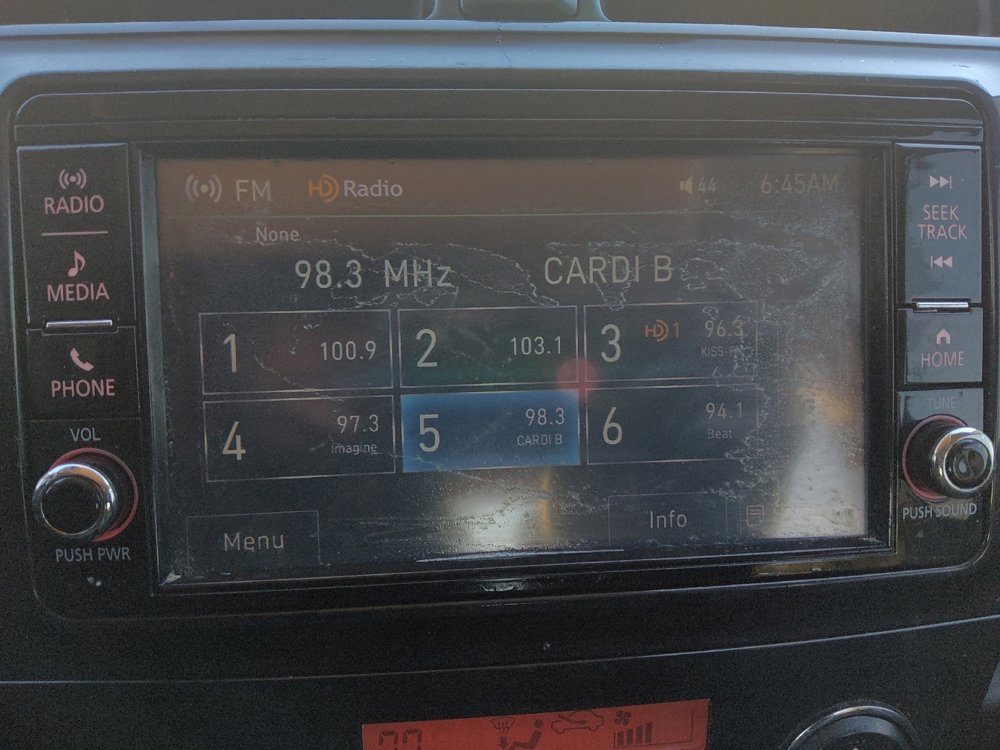 RADIO
MEDIA
PHONE
VOL
PUSH PWR
FM HD Radio 44 6:45AM
None
98.3 MHz CARDI B
1 100.9
2 103.1
3 HD 1 96.3
4 97.3
Imagine
5 98.3
CARDI B
6 94.1
Beat
Menu
Info
SEEK
TRACK
HOME
TUNE
PUSH SOUND